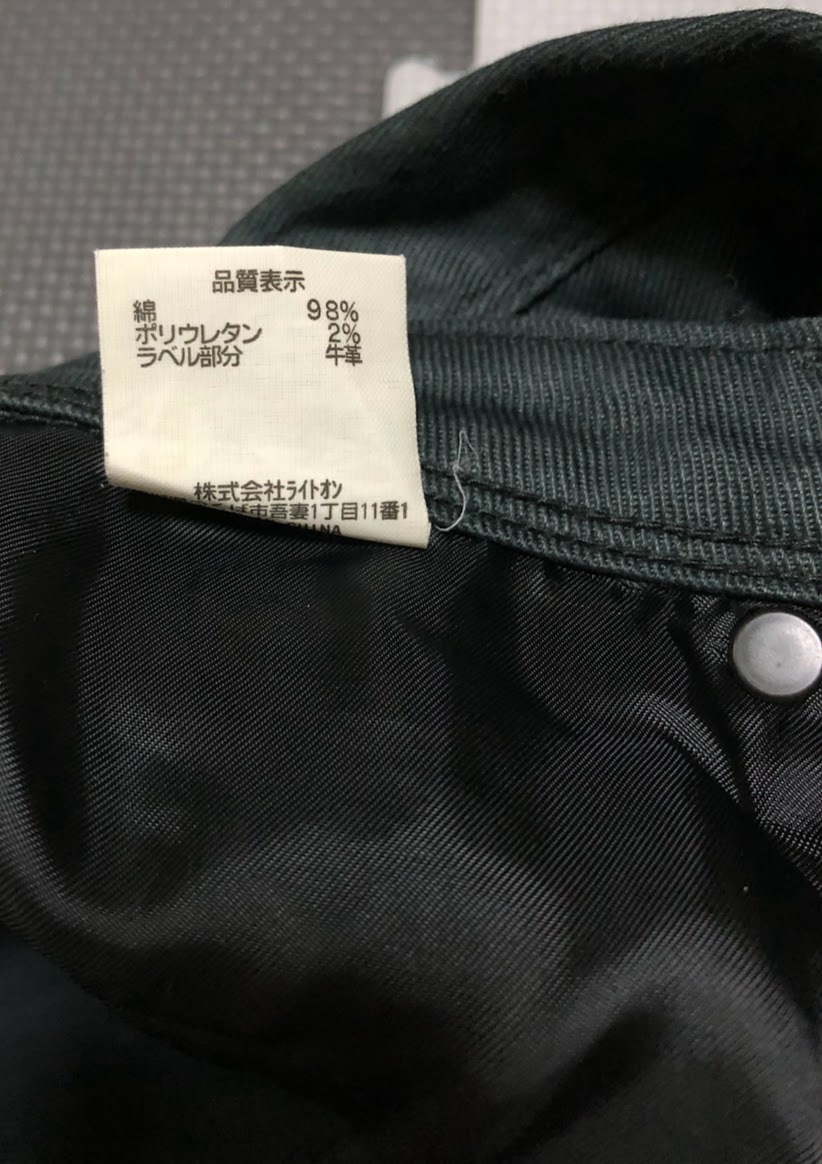 品質表示
綿 98%
ポリウレタン 2%
ラベル部分 牛革
株式会社ライトオン
ば市吾妻1丁目11番1
CHINA